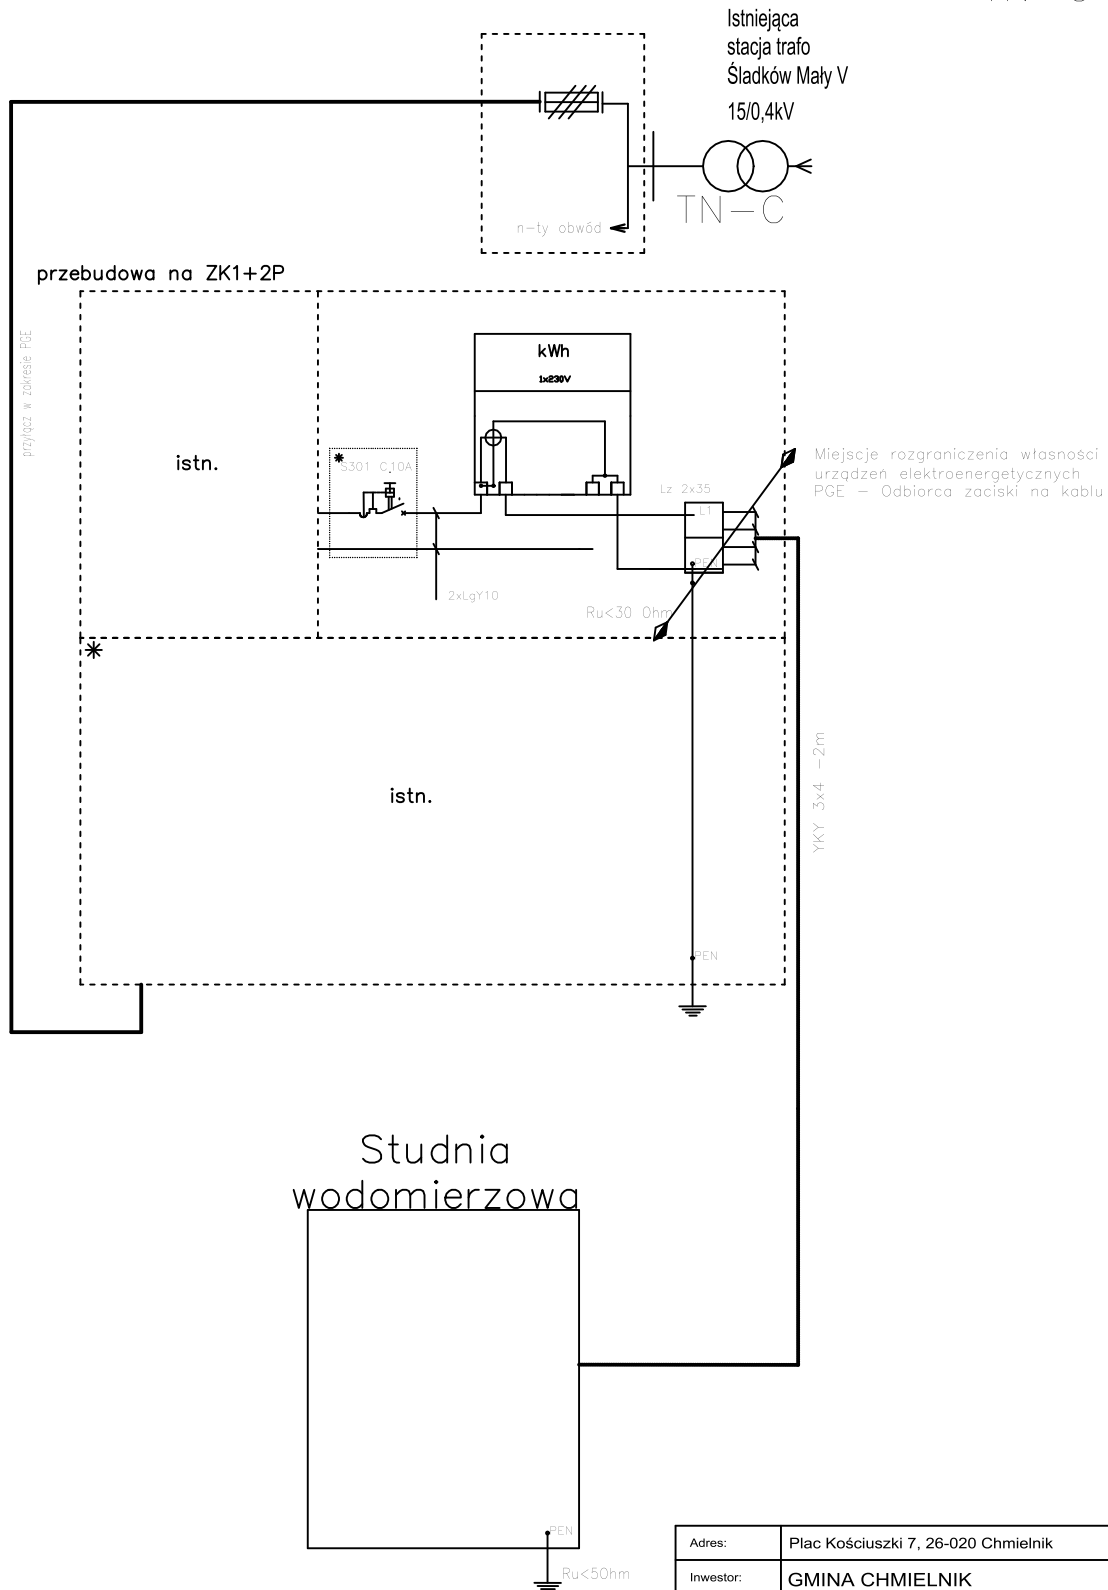 Istniejąca
stacja trafo
Śladków Mały V
15/0,4kV
TN-C
n-ty obwód
przebudowa na ZK1+2P
przyłącz w zakresie PGE
kWh
1x230V
istn.
S301 C10A
Lz 2x35
L1
PEN
Miejscje rozgraniczenia własności
urządzeń elektroenergetycznych
PGE - Odbiorca zaciski na kablu
2xLgY10
Ru<30 Ohm
istn.
YKY 3x4 -2m
PEN
Studnia
wodomierzowa
PEN
Ru<50hm
Adres: Plac Kościuszki 7, 26-020 Chmielnik
Inwestor: GMINA CHMIELNIK